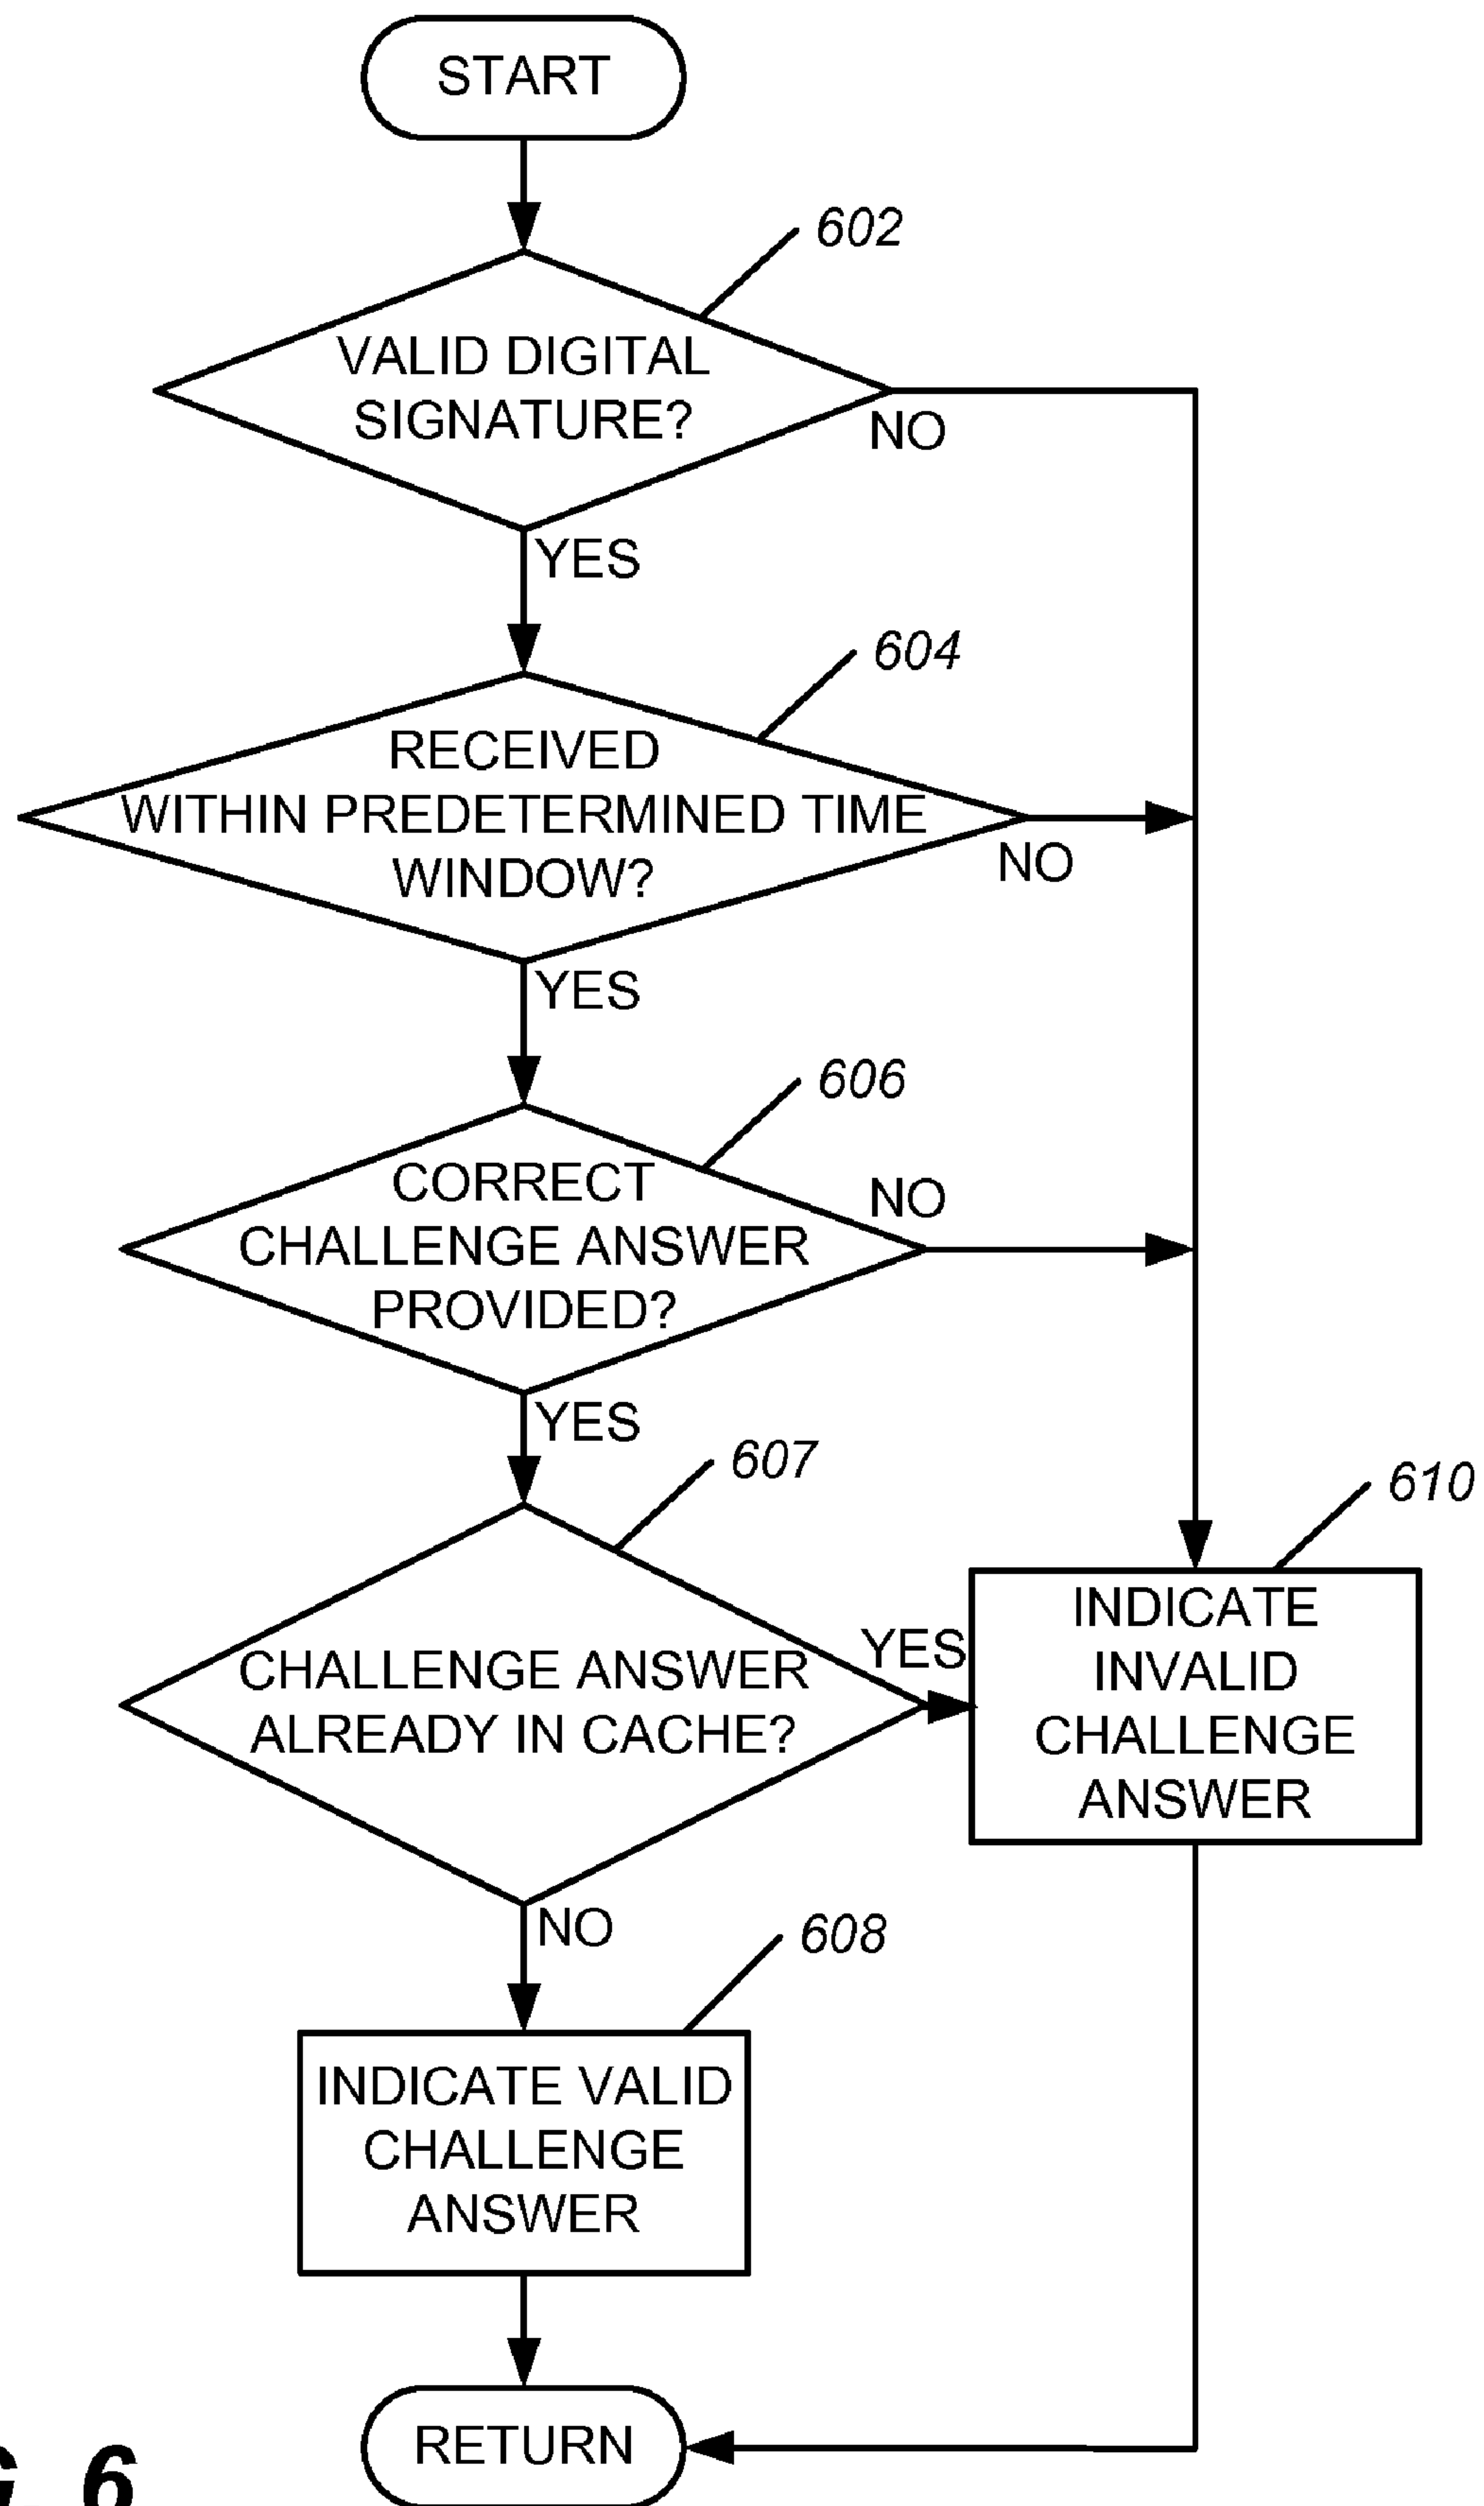 START
602
VALID DIGITAL
SIGNATURE?
NO
YES
604
RECEIVED
WITHIN PREDETERMINED TIME
WINDOW?
NO
YES
606
CORRECT
CHALLENGE ANSWER
PROVIDED?
NO
YES
607
610
CHALLENGE ANSWER
ALREADY IN CACHE?
YES
INDICATE
INVALID
CHALLENGE
ANSWER
NO
608
INDICATE VALID
CHALLENGE
ANSWER
RETURN
6